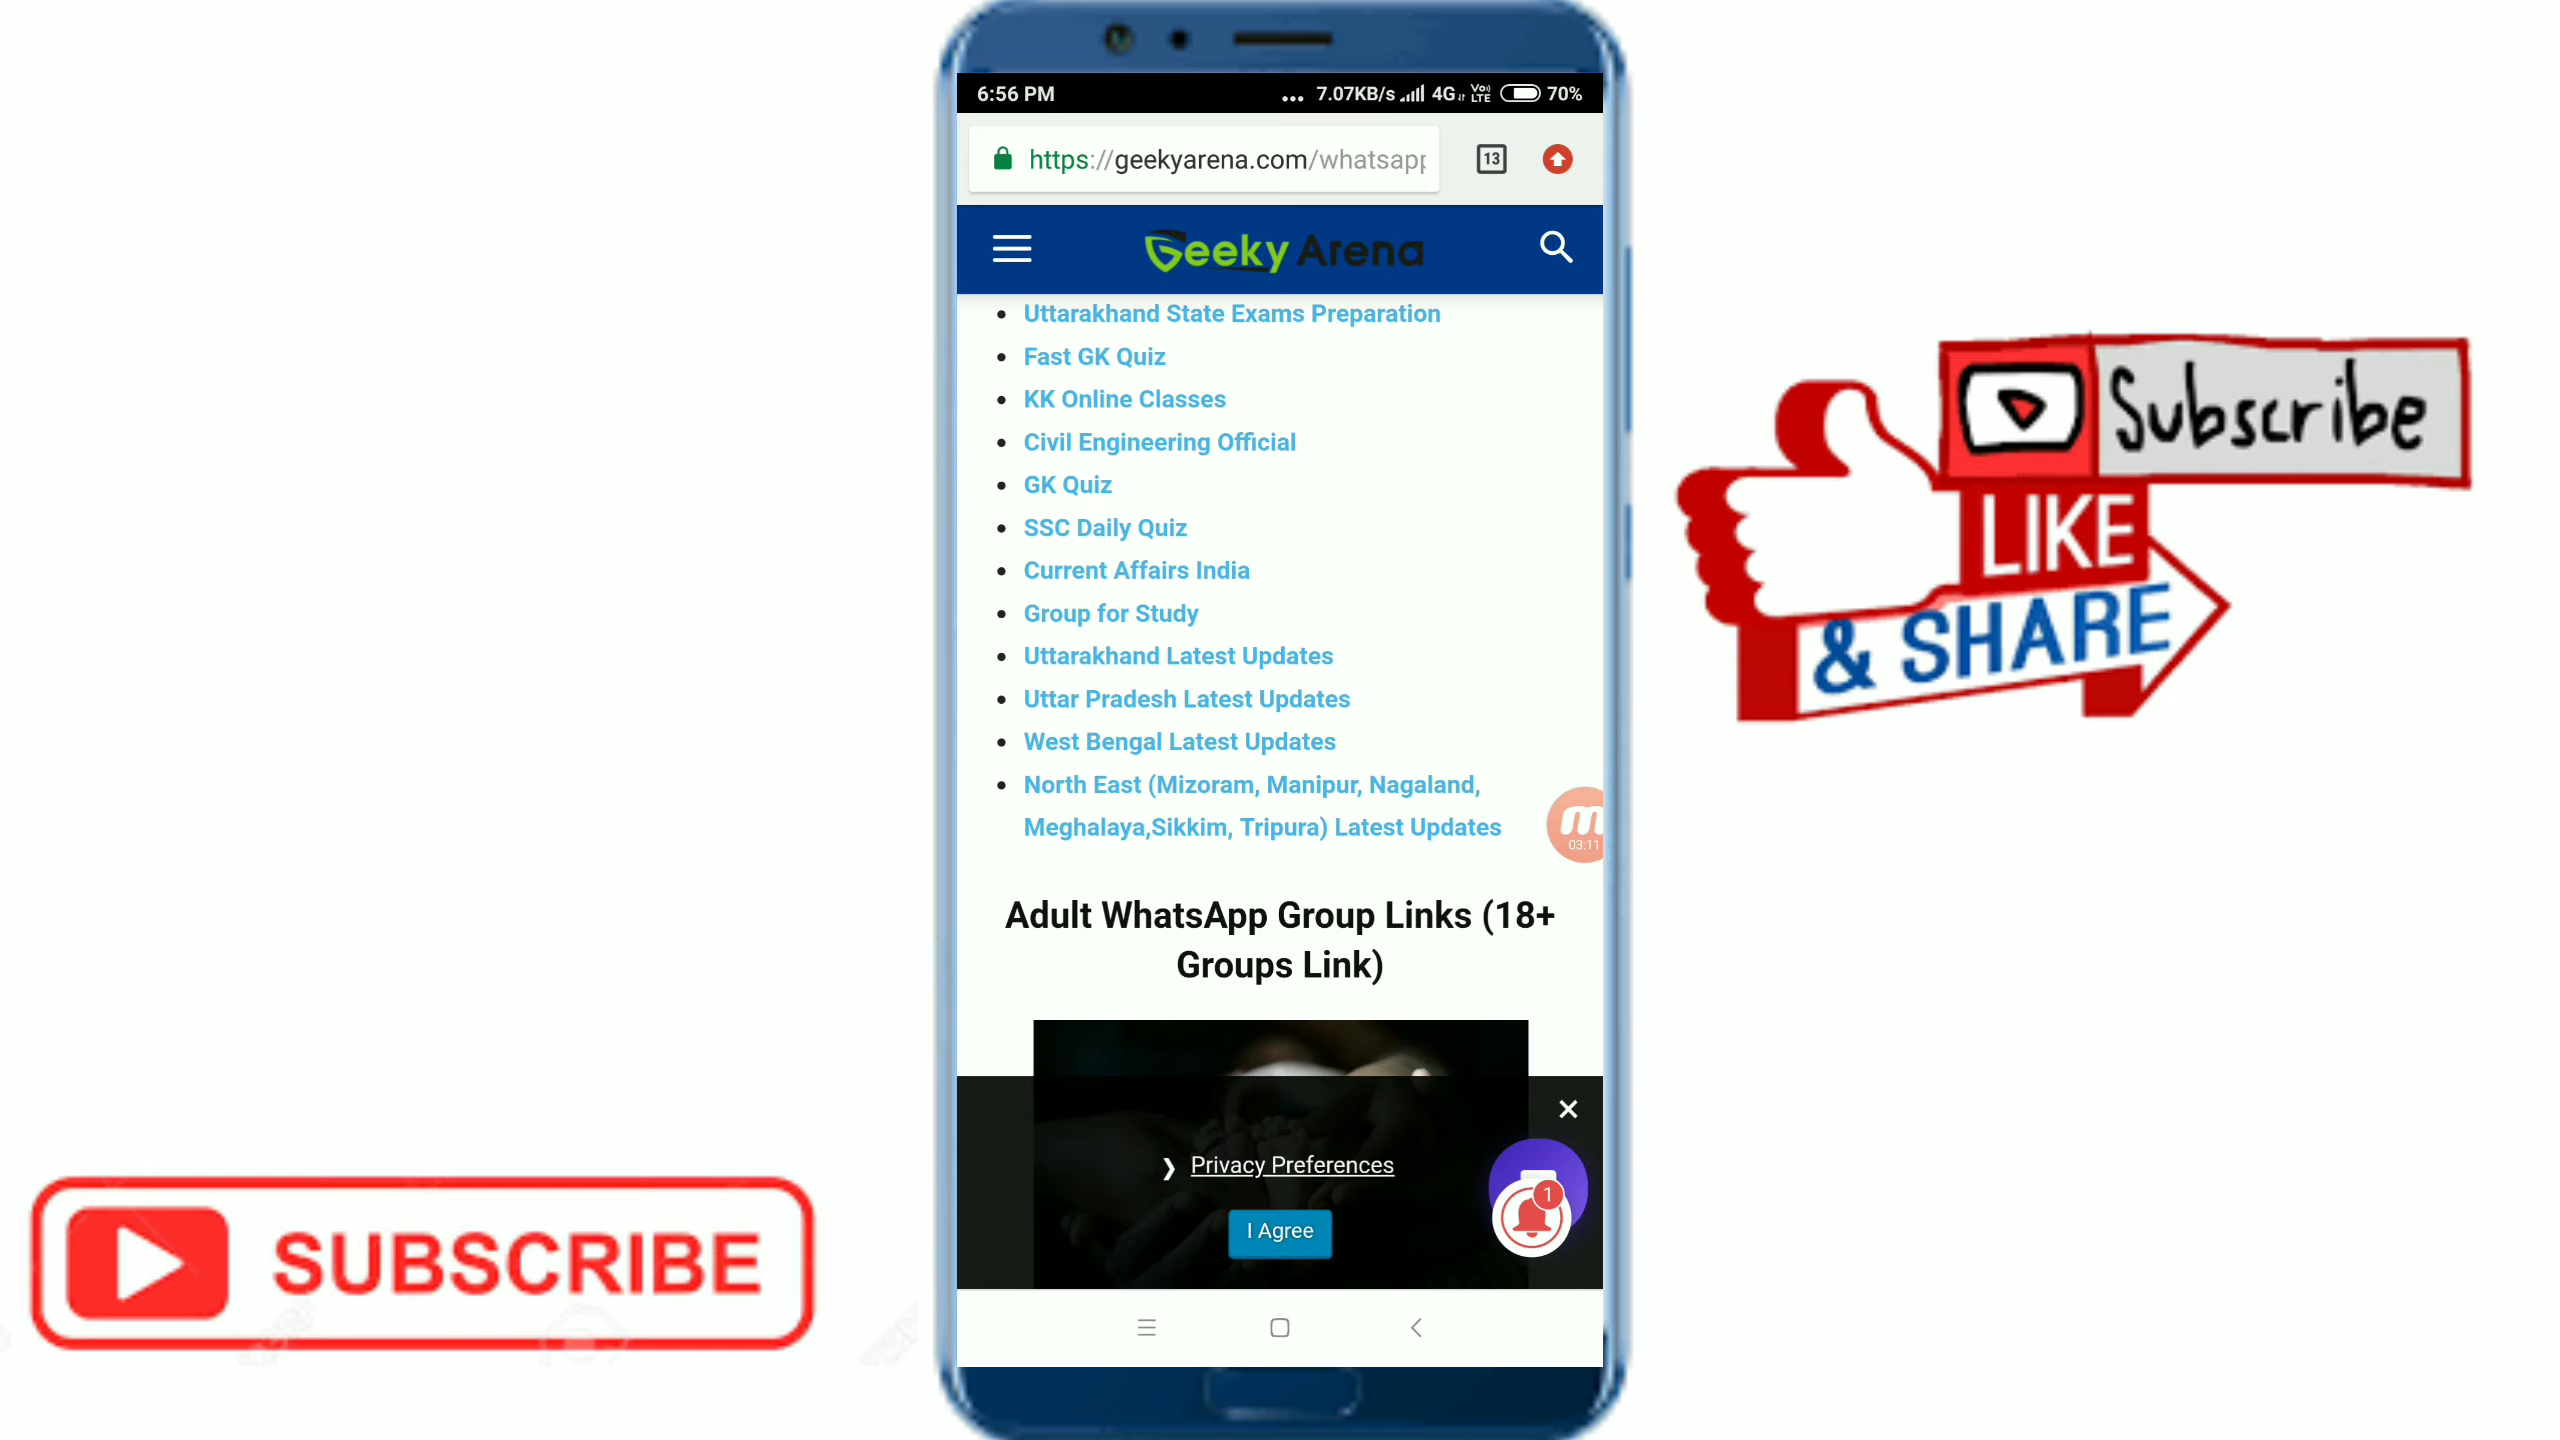 6:56 PM
... 7.07KB/s 4G VoLTE 70%
https://geekyarena.com/whatsapp
13
Geeky Arena
Uttarakhand State Exams Preparation
Fast GK Quiz
KK Online Classes
Civil Engineering Official
GK Quiz
SSC Daily Quiz
Current Affairs India
Group for Study
Uttarakhand Latest Updates
Uttar Pradesh Latest Updates
West Bengal Latest Updates
North East (Mizoram, Manipur, Nagaland,
Meghalaya,Sikkim, Tripura) Latest Updates
03:11
Adult WhatsApp Group Links (18+
Groups Link)
Privacy Preferences
1
I Agree
Subscribe
LIKE
& SHARE
SUBSCRIBE